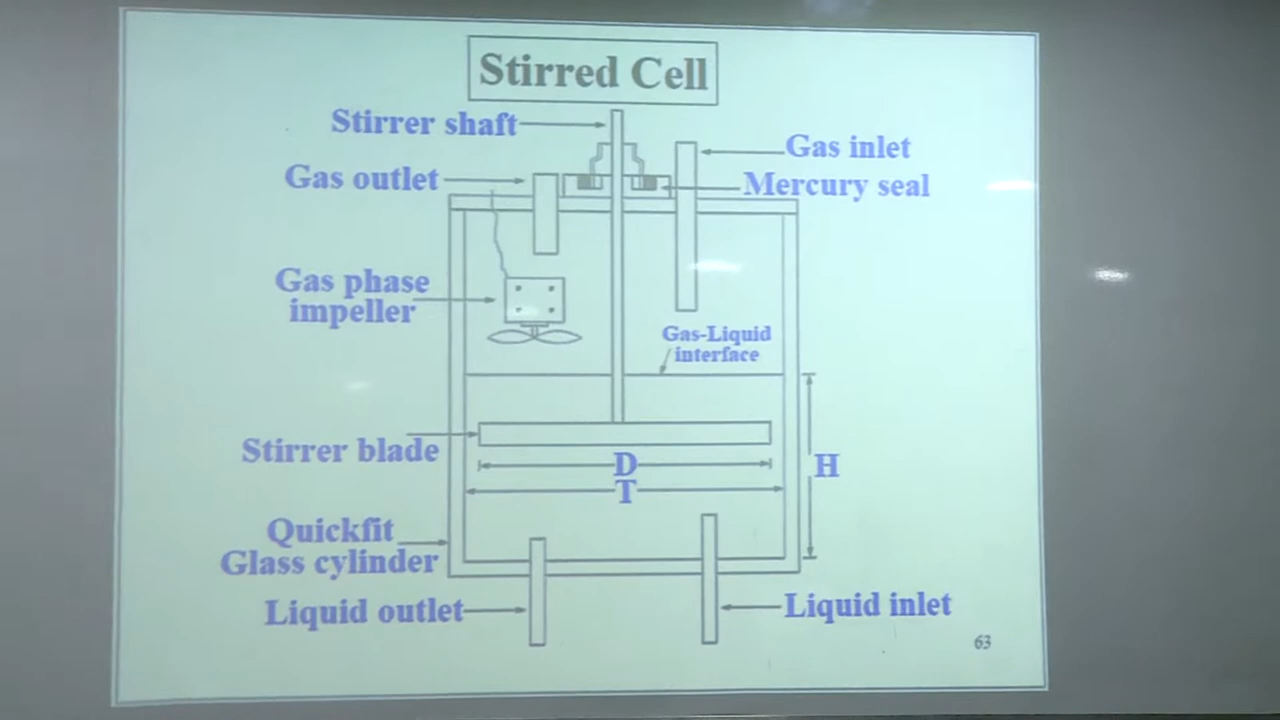 Stirred Cell
Stirrer shaft
Gas inlet
Gas outlet
Mercury seal
Gas phase
impeller
Gas-Liquid
interface
Stirrer blade
D
H
T
Quickfit
Glass cylinder
Liquid outlet
Liquid inlet
63